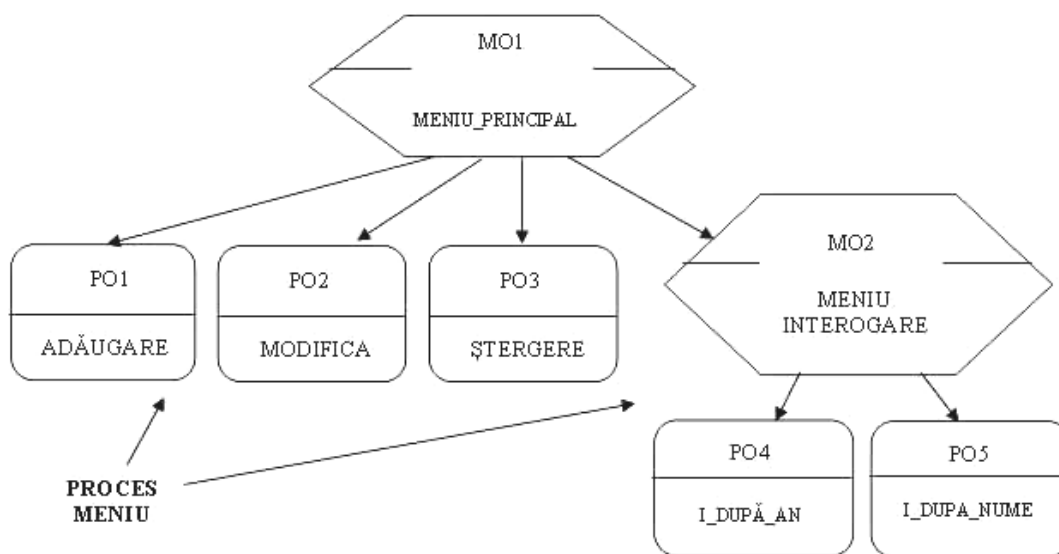 MO1
MENIU_PRINCIPAL
PO1
ADĂUGARE
PO2
MODIFICA
PO3
ȘTERGERE
MO2
MENIU
INTEROGARE
PO4
I_DUPĂ_AN
PO5
I_DUPA_NUME
PROCES
MENIU